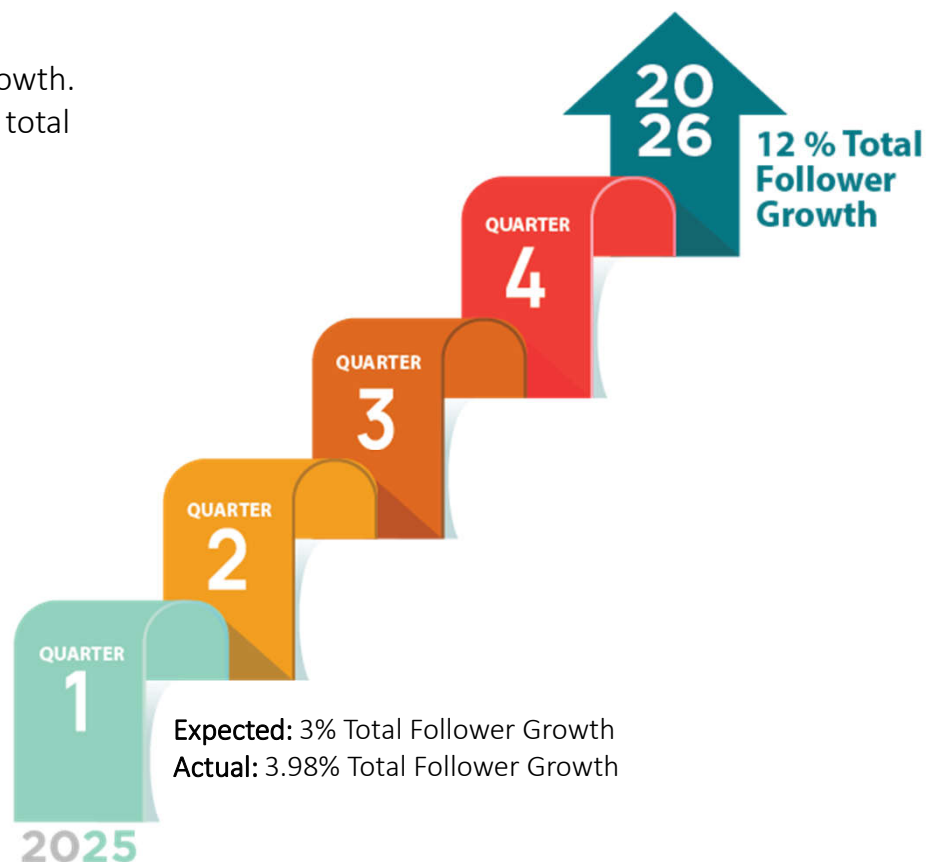 owth.
total
20
26
12 % Total
Follower
Growth
QUARTER
4
QUARTER
3
QUARTER
2
QUARTER
1
Expected: 3% Total Follower Growth
Actual: 3.98% Total Follower Growth
2025